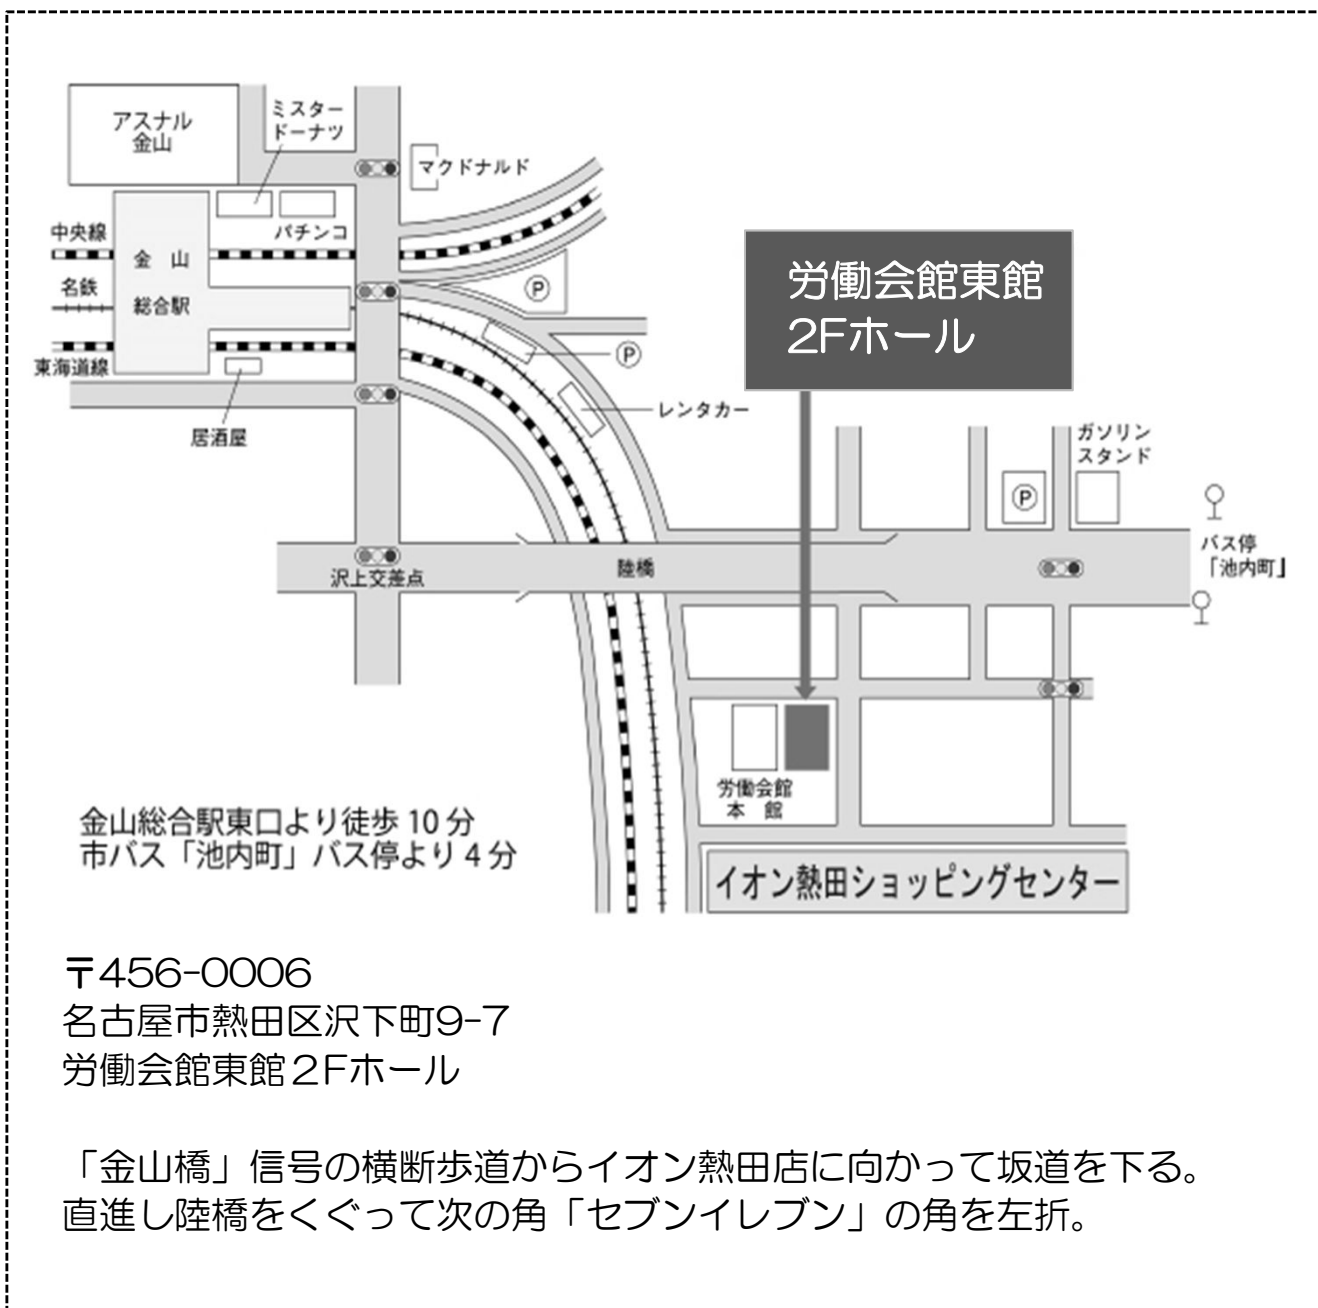 アスナル
金山
ミスター
ドーナツ
マクドナルド
パチンコ
中央線
金 山
総合駅
名鉄
東海道線
居酒屋
P
P
レンタカー
労働会館東館
2Fホール
ガソリン
スタンド
P
バス停
「池内町」
沢上交差点
陸橋
労働会館
本 館
金山総合駅東口より徒歩 10 分
市バス「池内町」バス停より 4 分
イオン熱田ショッピングセンター
〒456-0006
名古屋市熱田区沢下町9-7
労働会館東館2Fホール
「金山橋」信号の横断歩道からイオン熱田店に向かって坂道を下る。
直進し陸橋をくぐって次の角「セブンイレブン」の角を左折。